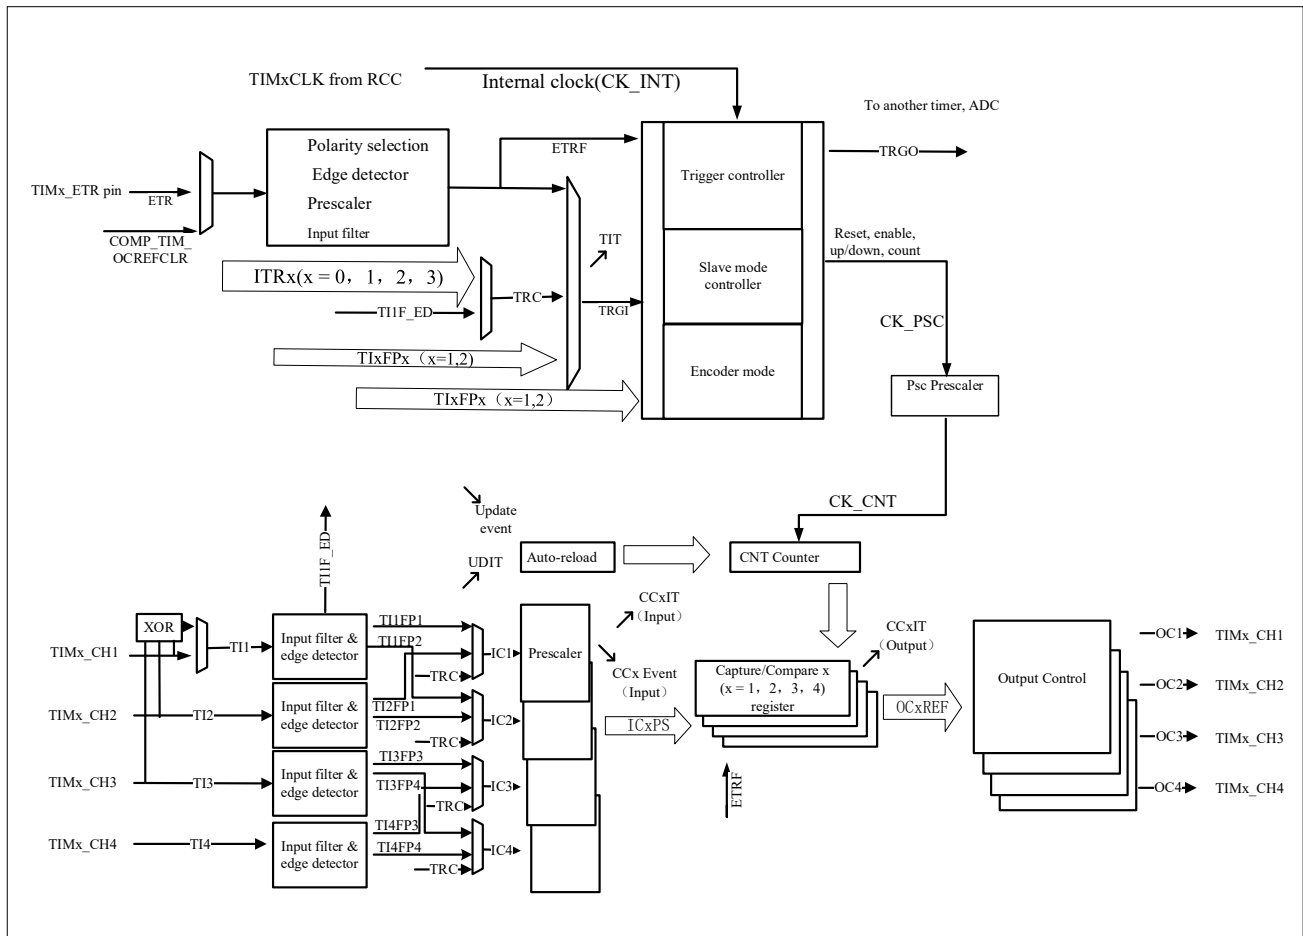 TIMxCLK from RCC
Internal clock(CK_INT)
To another timer, ADC
TRGO
TIMx_ETR pin
ETR
COMP_TIM_
OCREFCLR
Polarity selection
Edge detector
Prescaler
Input filter
ETRF
Trigger controller
Slave mode
controller
Encoder mode
Reset, enable,
up/down, count
TIT
ITRx(x = 0，1，2，3)
TI1F_ED
TRC
TRGI
TIxFPx（x=1,2)
TIxFPx（x=1,2）
CK_PSC
Psc Prescaler
CK_CNT
Update
event
UDIT
Auto-reload
CNT Counter
TI1F_ED
XOR
TIMx_CH1
TI1
Input filter &
edge detector
TI1FP1
TI1FP2
TRC
IC1
Prescaler
CCxIT
（Input）
CCx Event
（Input）
CCxIT
（Output）
TIMx_CH2
TI2
Input filter &
edge detector
TI2FP1
TI2FP2
TRC
IC2
ICxPS
Capture/Compare x
(x = 1，2，3，4)
register
OCxREF
ETRF
TIMx_CH3
TI3
Input filter &
edge detector
TI3FP3
TI3FP4
TRC
IC3
TIMx_CH4
TI4
Input filter &
edge detector
TI4FP3
TI4FP4
TRC
IC4
Output Control
OC1
TIMx_CH1
OC2
TIMx_CH2
OC3
TIMx_CH3
OC4
TIMx_CH4